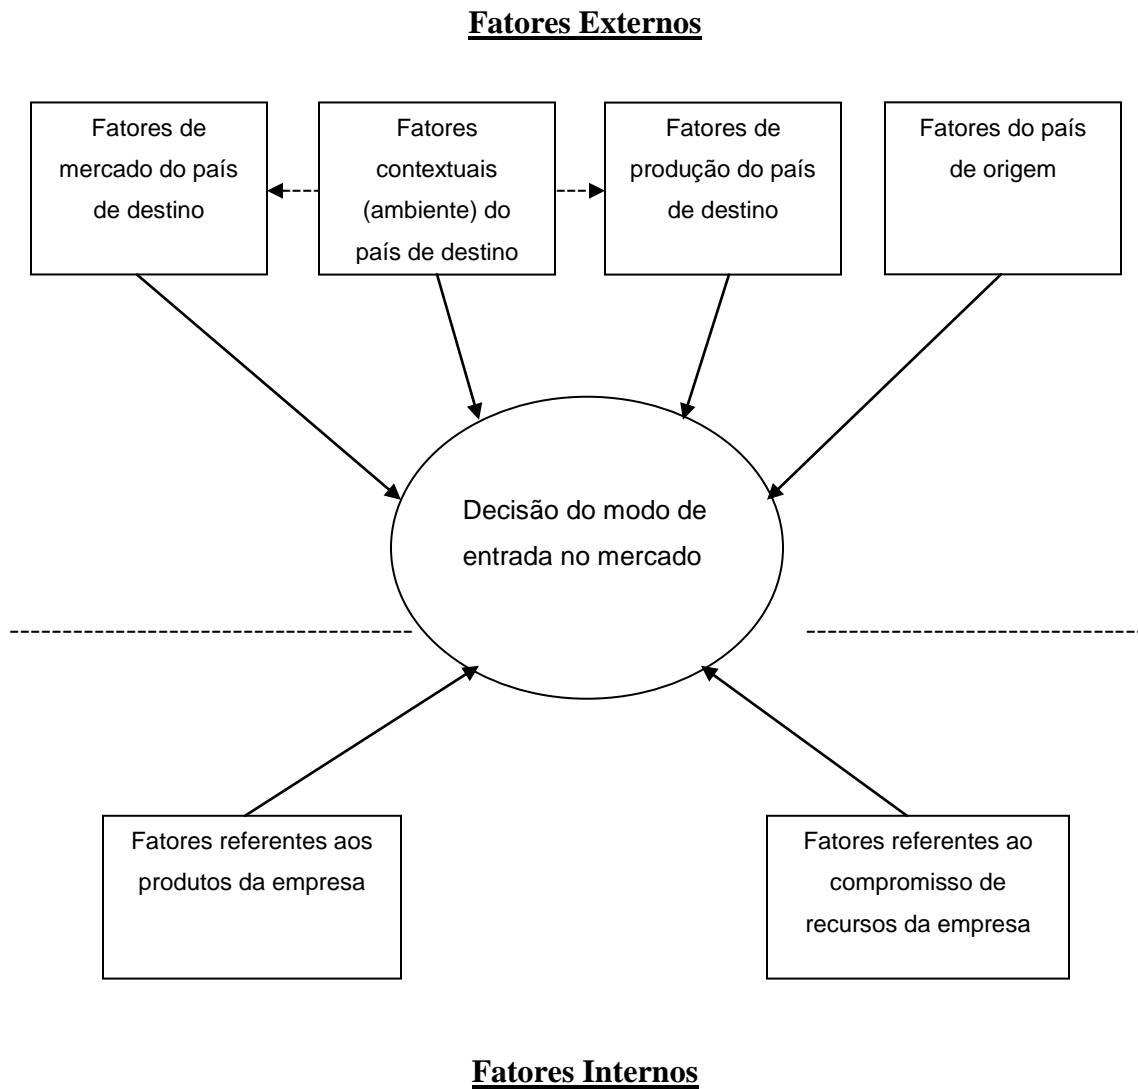 Fatores Externos
Fatores de
mercado do país
de destino
Fatores
contextuais
(ambiente) do
país de destino
Fatores de
produção do país
de destino
Fatores do país
de origem
Decisão do modo de
entrada no mercado
Fatores referentes aos
produtos da empresa
Fatores referentes ao
compromisso de
recursos da empresa
Fatores Internos